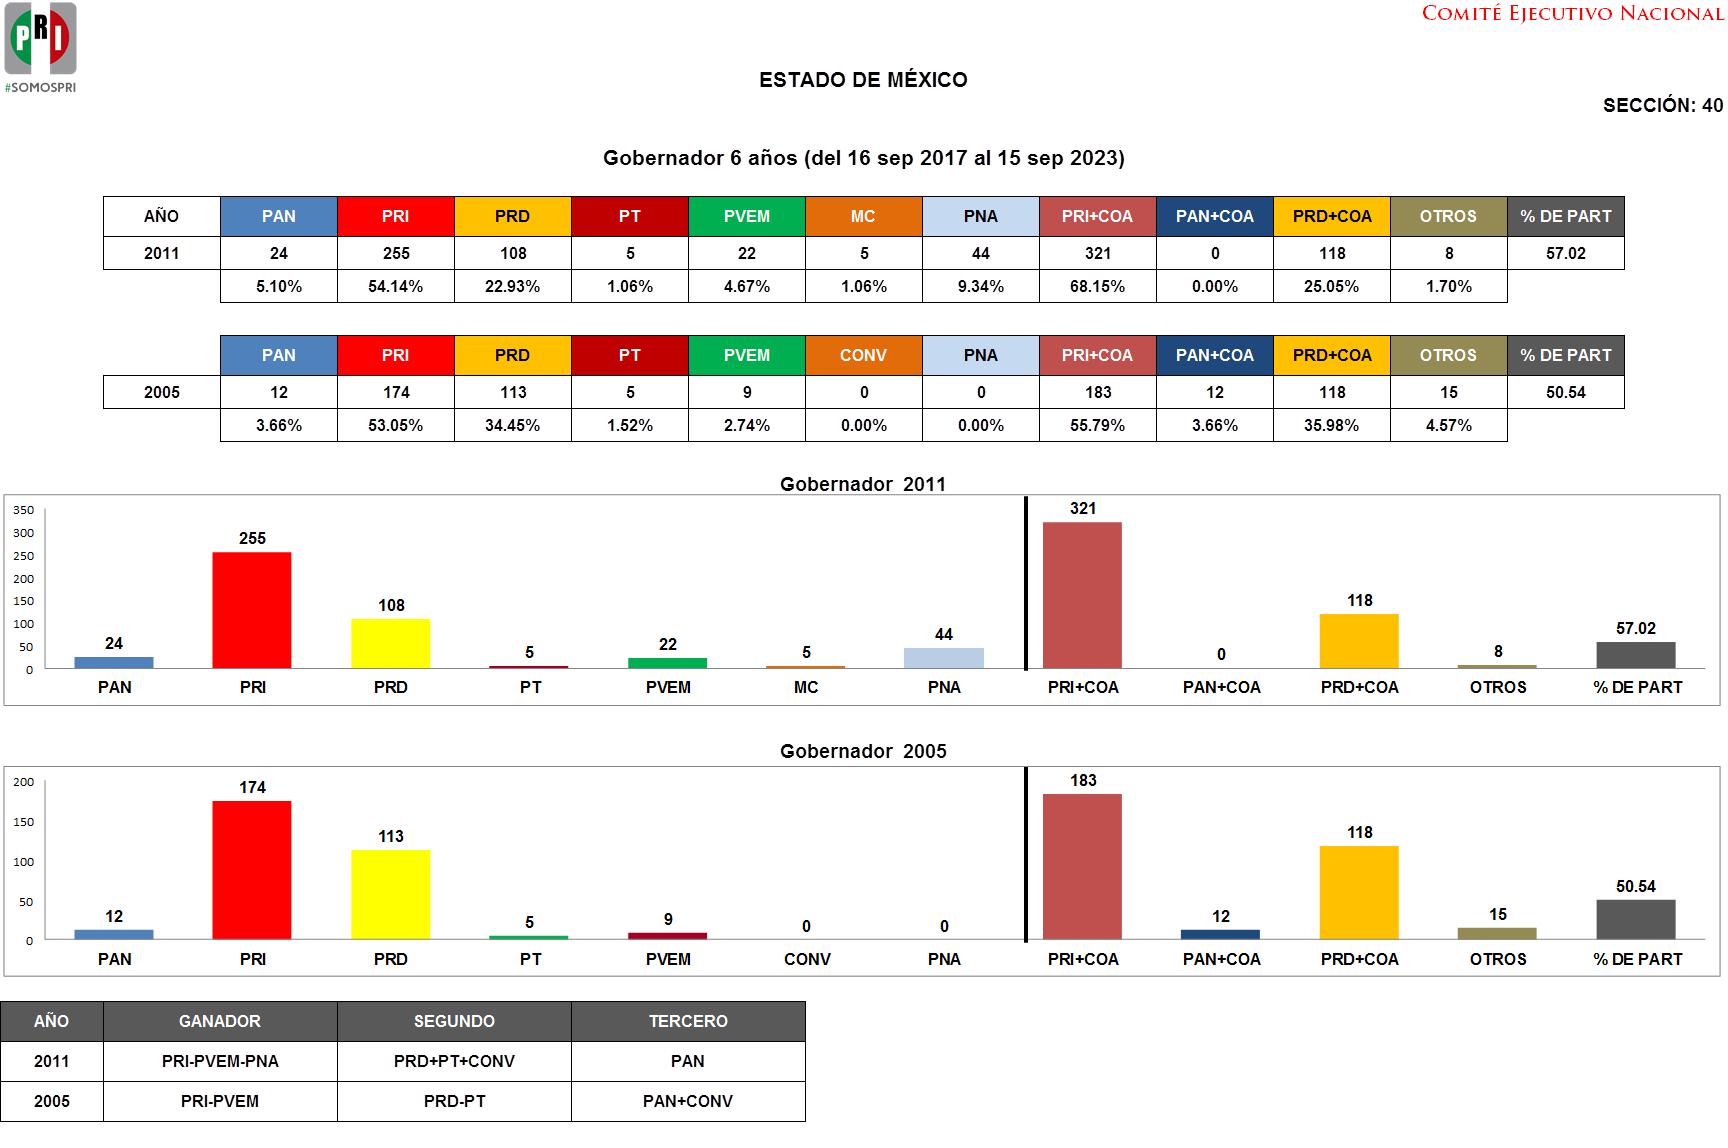 PRI
#SOMOSPRI
COMITÉ EJECUTIVO NACIONAL
ESTADO DE MÉXICO
SECCIÓN: 40
Gobernador 6 años (del 16 sep 2017 al 15 sep 2023)
AÑO PAN PRI PRD PT PVEM MC PNA PRI+COA PAN+COA PRD+COA OTROS % DE PART
2011 24 255 108 5 22 5 44 321 0 118 8 57.02
5.10% 54.14% 22.93% 1.06% 4.67% 1.06% 9.34% 68.15% 0.00% 25.05% 1.70%
PAN PRI PRD PT PVEM CONV PNA PRI+COA PAN+COA PRD+COA OTROS % DE PART
2005 12 174 113 5 9 0 0 183 12 118 15 50.54
3.66% 53.05% 34.45% 1.52% 2.74% 0.00% 0.00% 55.79% 3.66% 35.98% 4.57%
Gobernador 2011
350
300
250
200
150
100
50
0
24 255 108 5 22 5 44 321 0 118 8 57.02
PAN PRI PRD PT PVEM MC PNA PRI+COA PAN+COA PRD+COA OTROS % DE PART
Gobernador 2005
200
150
100
50
0
12 174 113 5 9 0 0 183 12 118 15 50.54
PAN PRI PRD PT PVEM CONV PNA PRI+COA PAN+COA PRD+COA OTROS % DE PART
AÑO GANADOR SEGUNDO TERCERO
2011 PRI-PVEM-PNA PRD+PT+CONV PAN
2005 PRI-PVEM PRD-PT PAN+CONV